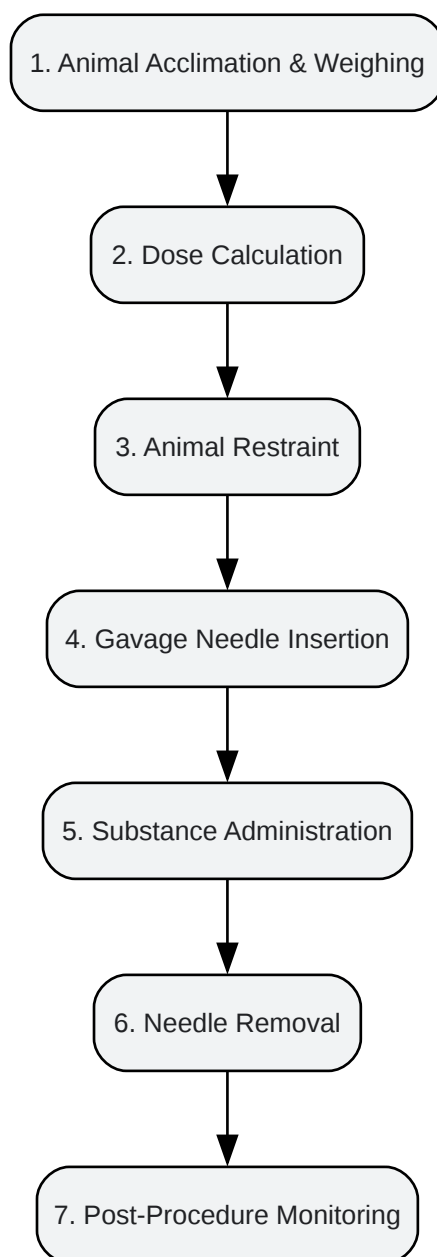 1. Animal Acclimation & Weighing
2. Dose Calculation
3. Animal Restraint
4. Gavage Needle Insertion
5. Substance Administration
6. Needle Removal
7. Post-Procedure Monitoring